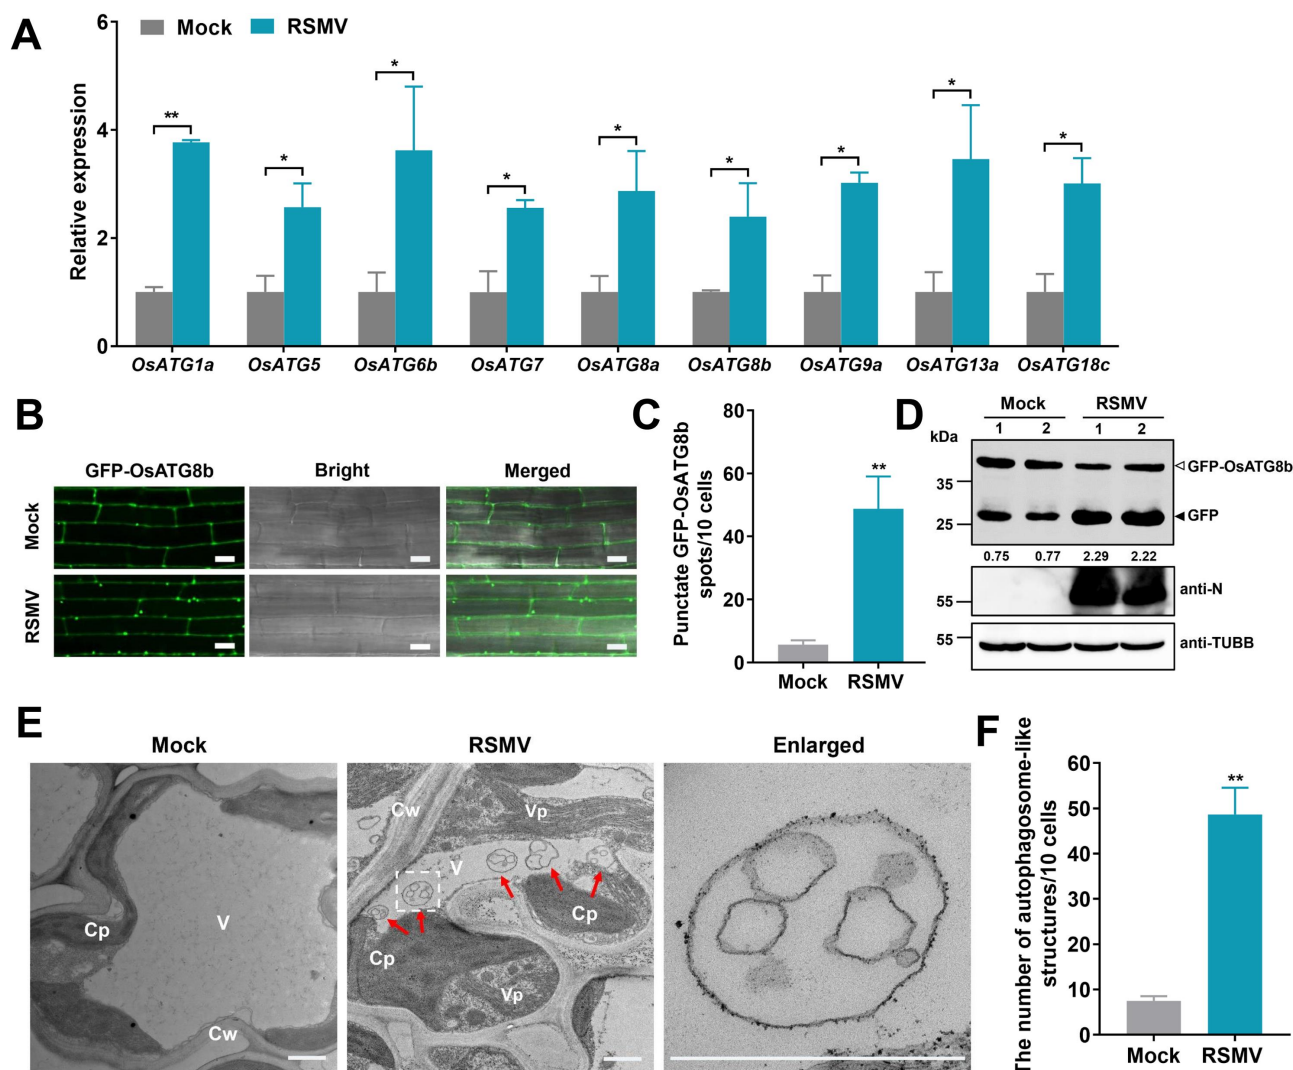 A
Mock RSMV
Relative expression
6
4
2
0
** * * * * * * * *
OsATG1a OsATG5 OsATG6b OsATG7 OsATG8a OsATG8b OsATG9a OsATG13a OsATG18c
B
GFP-OsATG8b Bright Merged
Mock
RSMV
C
Punctate GFP-OsATG8b
spots/10 cells
80
60
40
20
0
**
Mock RSMV
D
Mock RSMV
kDa 1 2 1 2
GFP-OsATG8b
35
GFP
25
0.75 0.77 2.29 2.22
anti-N
55
55
anti-TUBB
E
Mock RSMV Enlarged
Cp V Cw
Cw Vp V Cp Cp Vp
F
The number of autophagosome-like
structures/10 cells
60
50
40
30
20
10
0
**
Mock RSMV